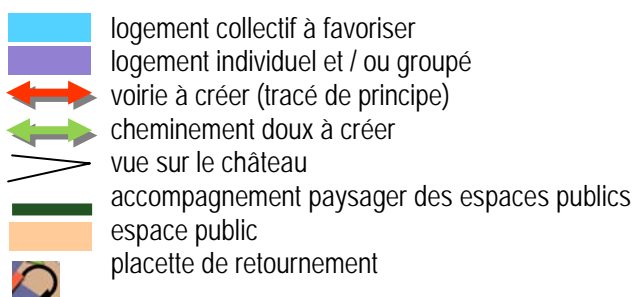 logement collectif à favoriser
logement individuel et / ou groupé
voirie à créer (tracé de principe)
cheminement doux à créer
vue sur le château
accompagnement paysager des espaces publics
espace public
placette de retournement